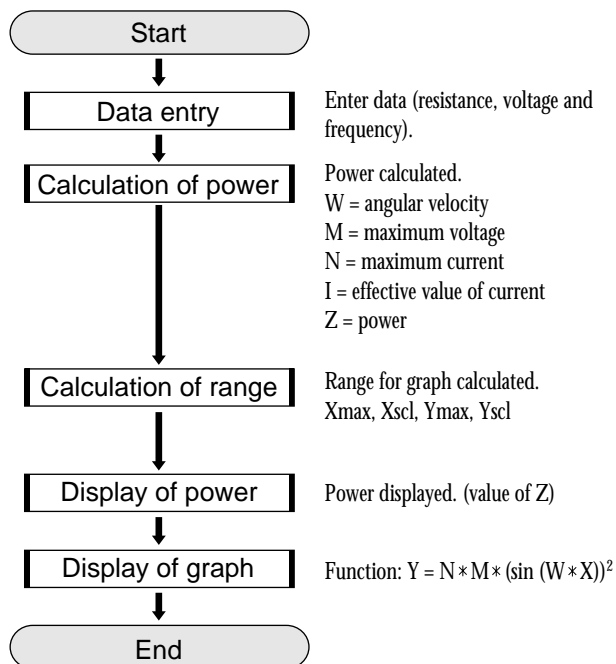 Start
Data entry
Enter data (resistance, voltage and
frequency).
Calculation of power
Power calculated.
W = angular velocity
M = maximum voltage
N = maximum current
I = effective value of current
Z = power
Calculation of range
Range for graph calculated.
Xmax, Xscl, Ymax, Yscl
Display of power
Power displayed. (value of Z)
Display of graph
Function: Y = N * M * (sin (W * X))²
End